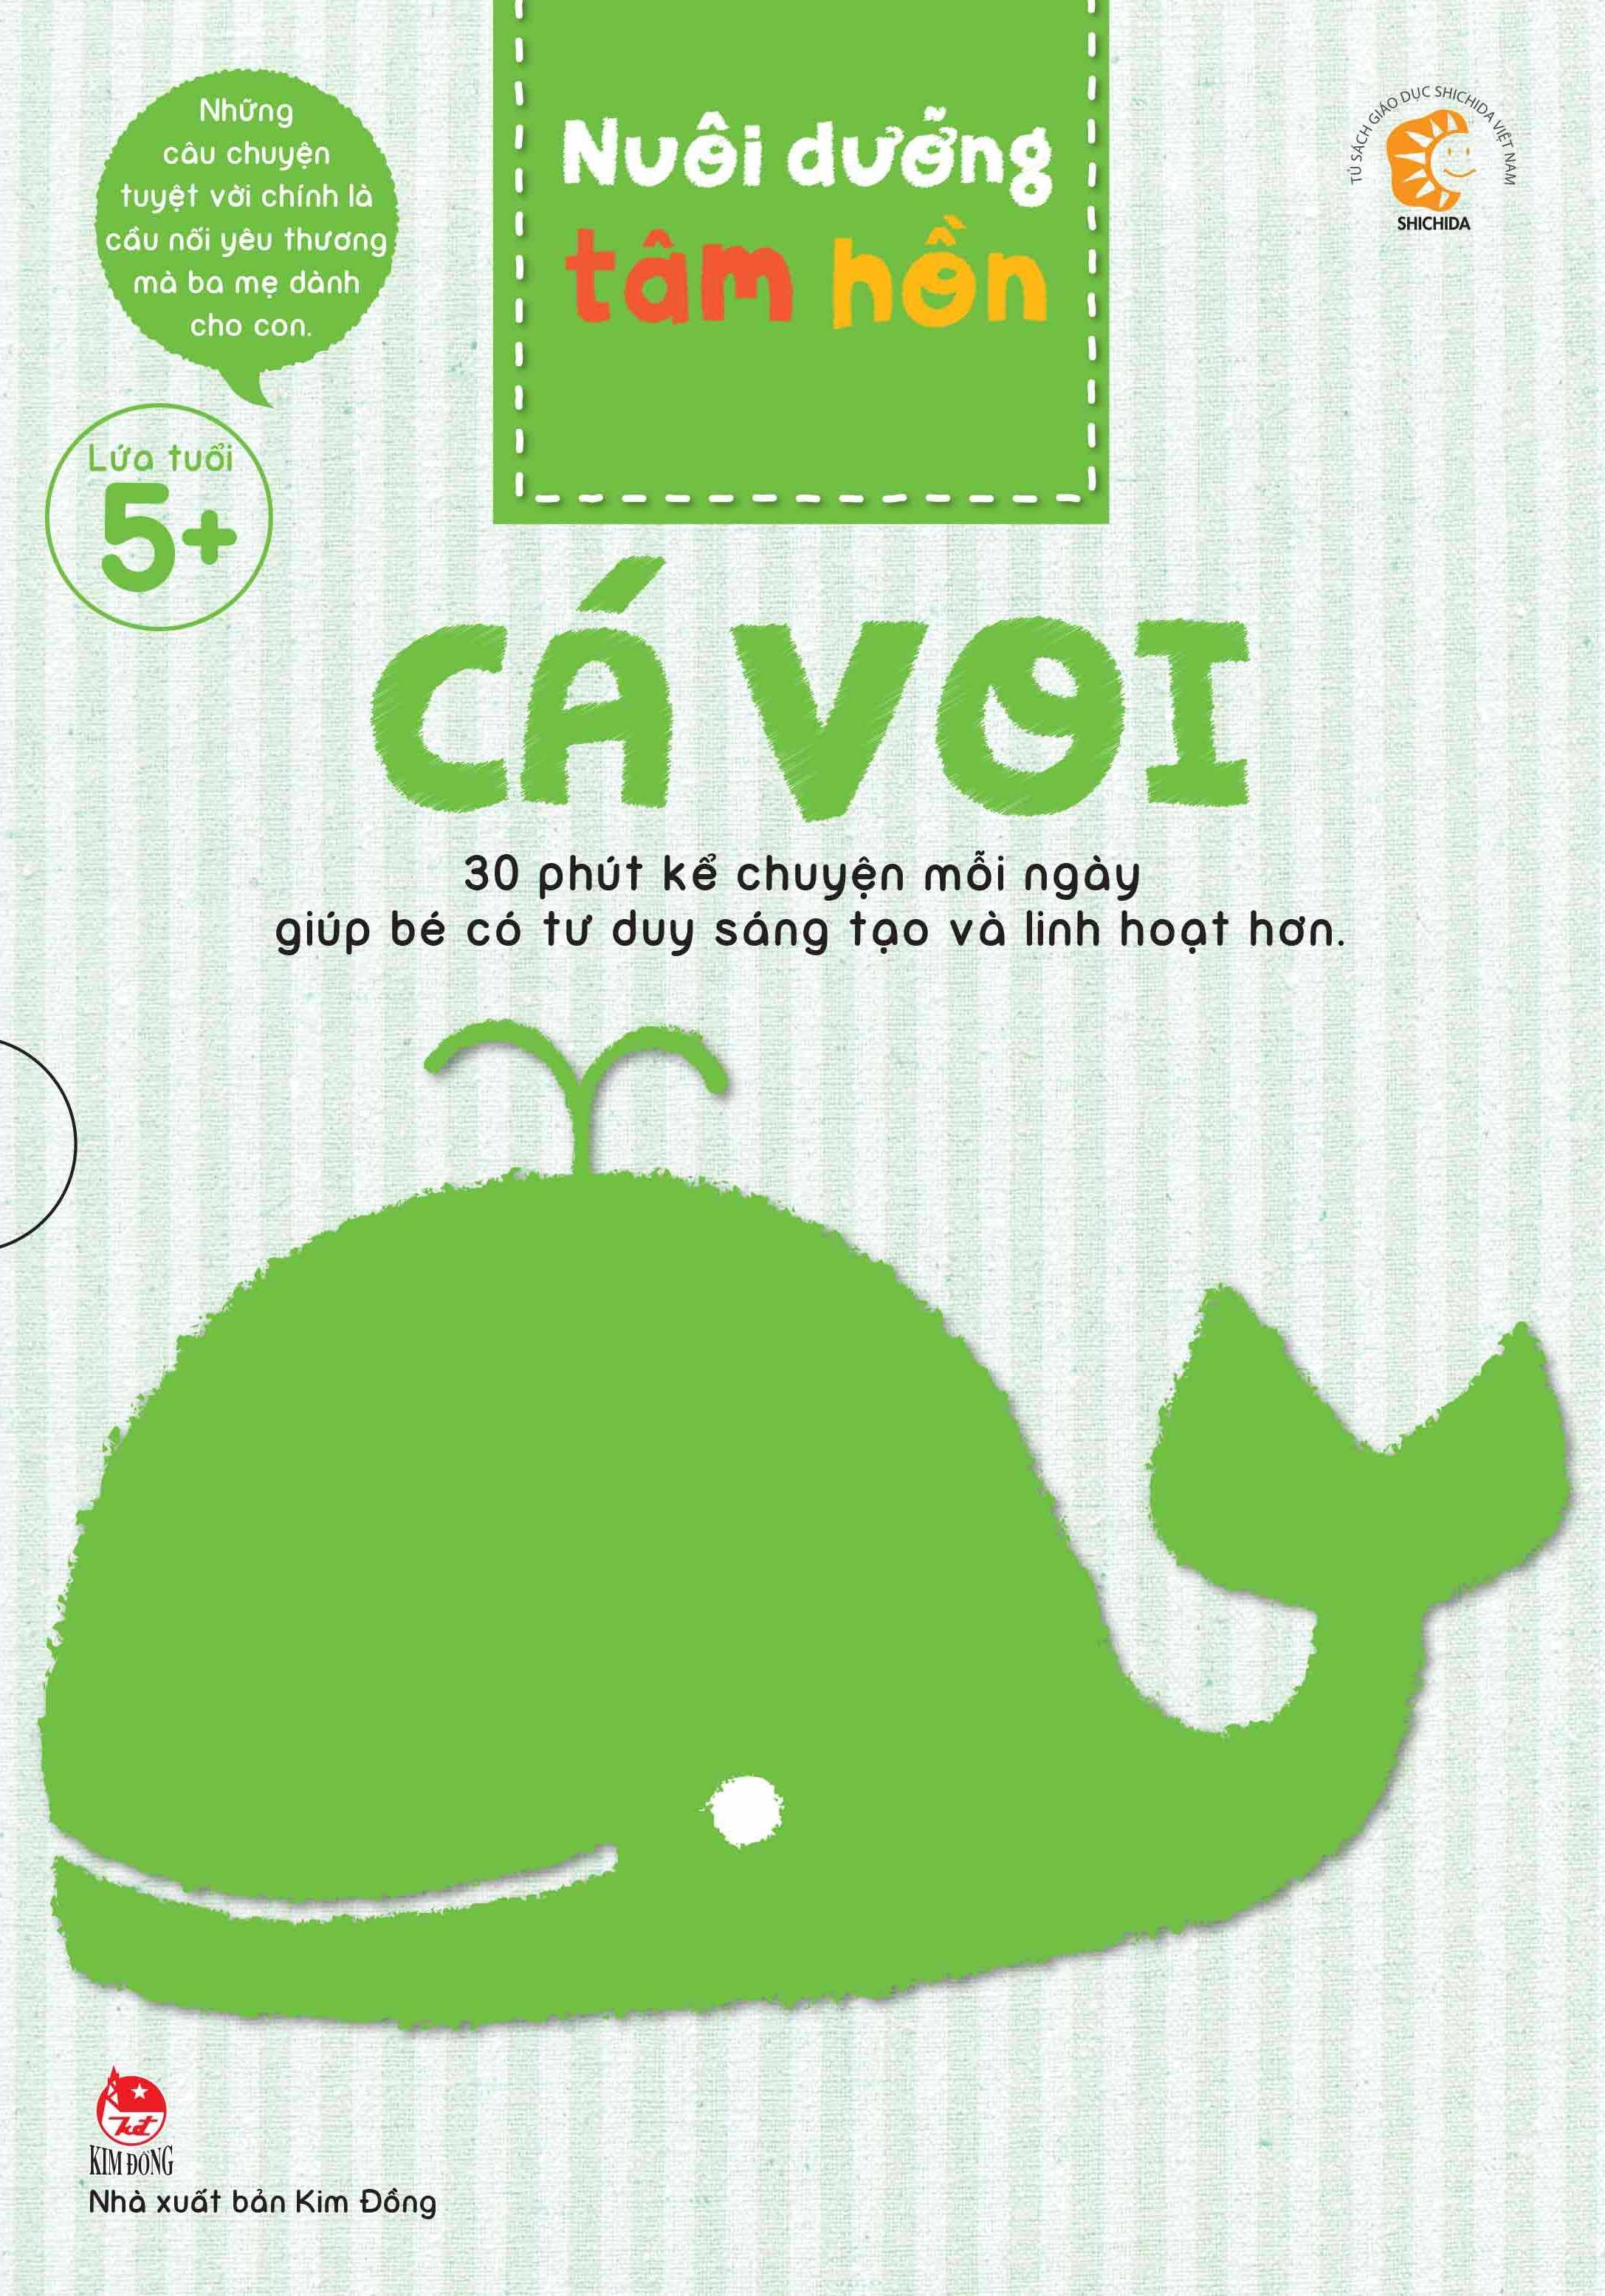 Những
câu chuyện
tuyệt vời chính là
cầu nối yêu thương
mà ba mẹ dành
cho con.
Nuôi dưỡng
tâm hồn
TỦ SÁCH GIÁO DỤC SHICHIDA VIỆT NAM
SHICHIDA
Lứa tuổi
5+
CÁ VOI
30 phút kể chuyện mỗi ngày
giúp bé có tư duy sáng tạo và linh hoạt hơn.
kđ
KIM ĐỒNG
Nhà xuất bản Kim Đồng